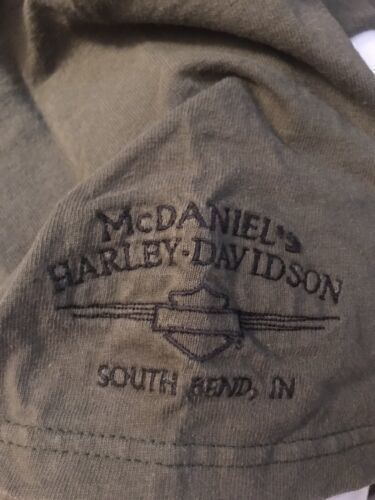 McDANIEL's
HARLEY-DAVIDSON
SOUTH BEND, IN